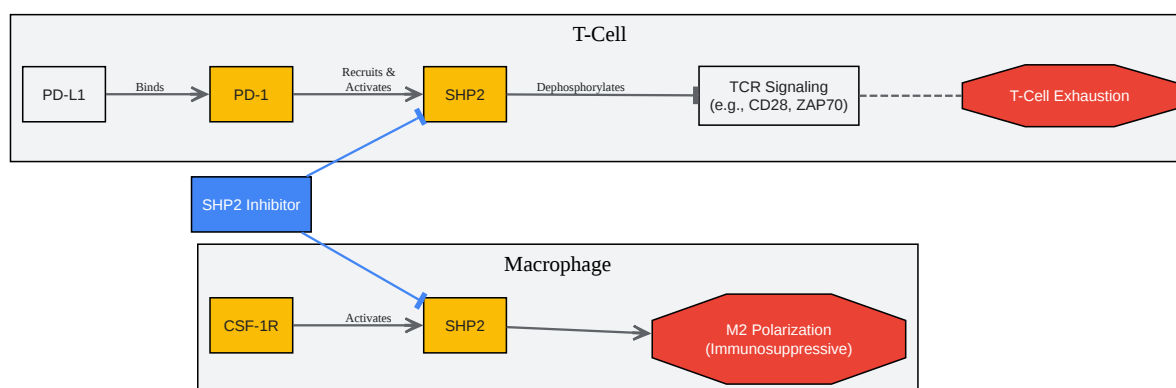 T-Cell
PD-L1
Binds
PD-1
Recruits &
Activates
SHP2
Dephosphorylates
TCR Signaling
(e.g., CD28, ZAP70)
T-Cell Exhaustion
SHP2 Inhibitor
Macrophage
CSF-1R
Activates
SHP2
M2 Polarization
(Immunosuppressive)